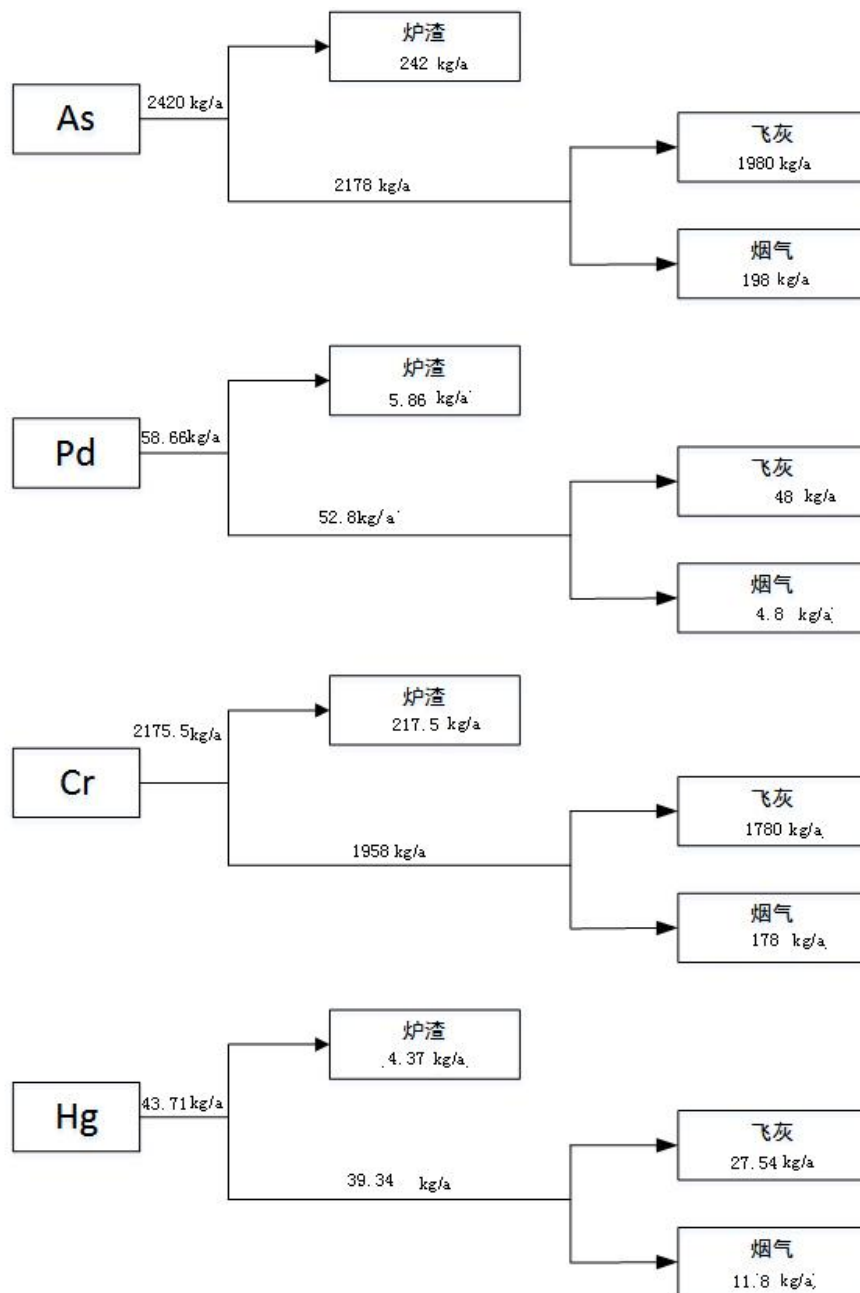 炉渣
242 kg/a
2420 kg/a
As
飞灰
1980 kg/a
2178 kg/a
烟气
198 kg/a
炉渣
5.86 kg/a
58.66kg/a
Pd
飞灰
48 kg/a
52.8kg/a
烟气
4.8 kg/a
炉渣
217.5 kg/a
2175.5kg/a
Cr
飞灰
1780 kg/a
1958 kg/a
烟气
178 kg/a
炉渣
4.37 kg/a
43.71kg/a
Hg
飞灰
27.54 kg/a
39.34 kg/a
烟气
11.8 kg/a